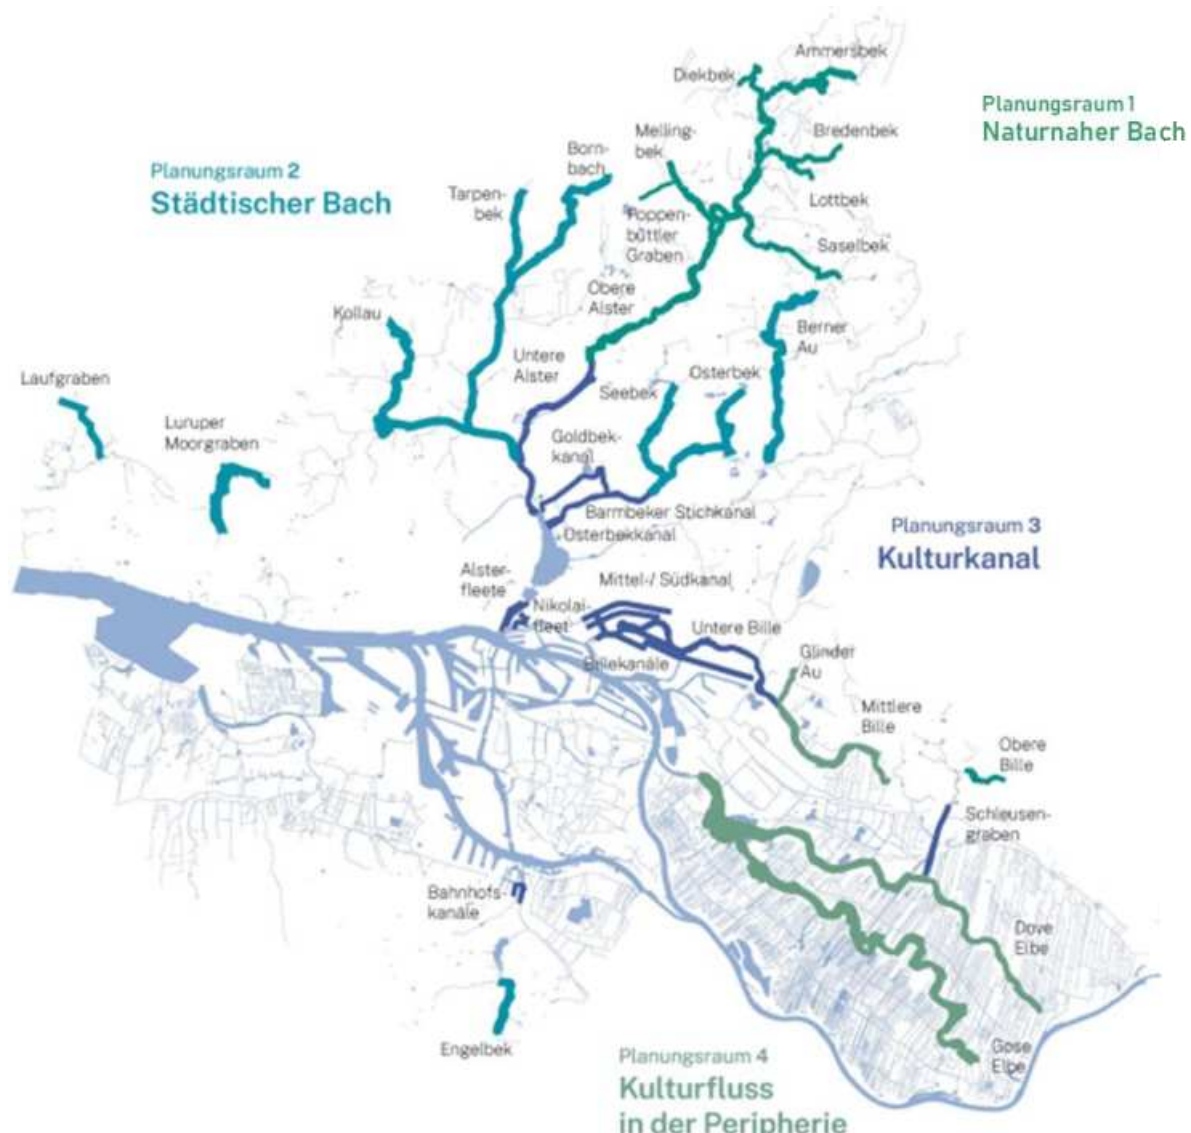 Ammersbek
Diekbek
Planungsraum 1
Naturnaher Bach
Melling-
bek
Bredenbek
Born-
bach
Planungsraum 2
Städtischer Bach
Tarpen-
bek
Lottbek
Poppen-
büttler
Graben
Saselbek
Obere
Alster
Kollau
Berner
Au
Untere
Alster
Laufgraben
Seebek
Osterbek
Luruper
Moorgraben
Goldbek-
kanal
Barmbeker Stichkanal
Osterbekkanal
Planungsraum 3
Kulturkanal
Alster-
fleete
Mittel-/ Südkanal
Nikolai-
fleet
Untere Bille
Billekanäle
Glinder
Au
Mittlere
Bille
Obere
Bille
Schleusen-
graben
Bahnhofs-
kanäle
Dove
Elbe
Engelbek
Gose
Elbe
Planungsraum 4
Kulturfluss
in der Peripherie